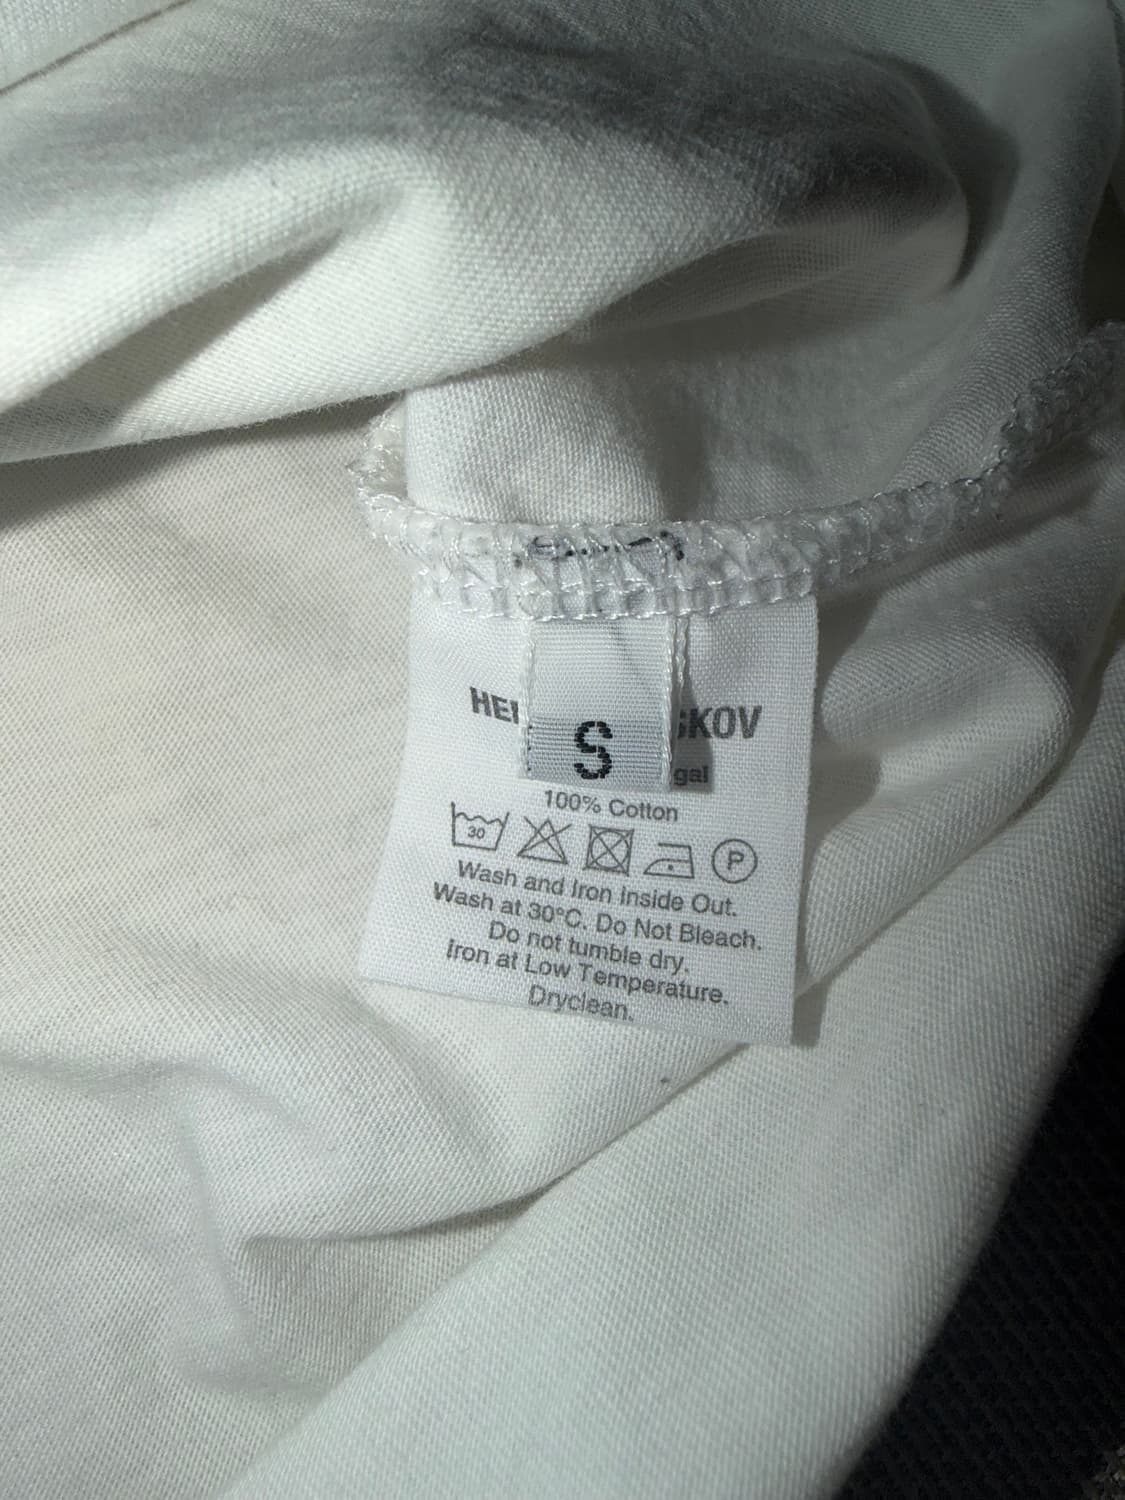 S
100% Cotton
30 P
Wash and Iron Inside Out.
Wash at 30°C. Do Not Bleach.
Do not tumble dry.
Iron at Low Temperature.
Dryclean.